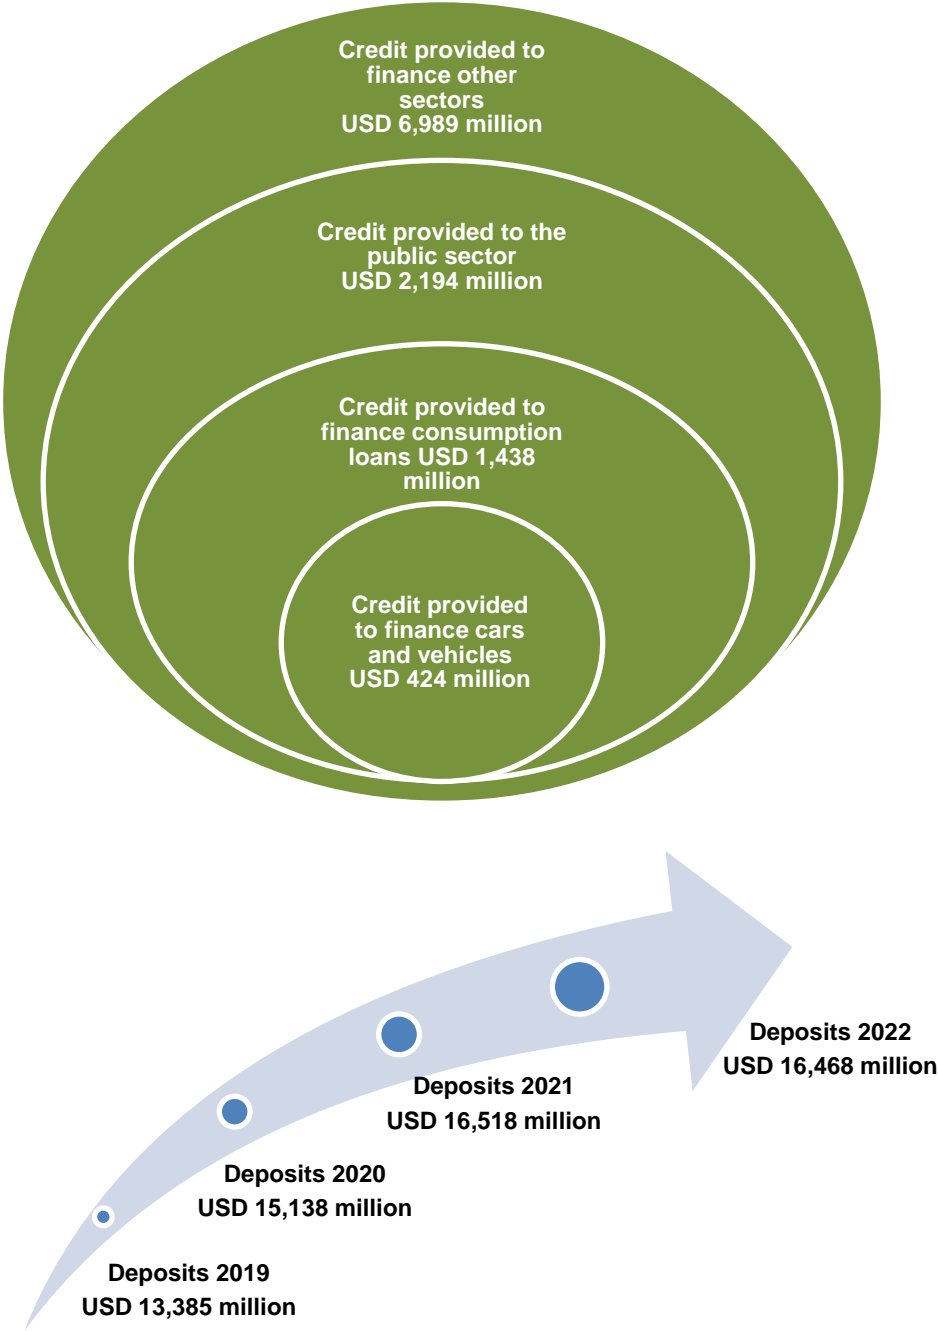 Credit provided to
finance other
sectors
USD 6,989 million
Credit provided to the
public sector
USD 2,194 million
Credit provided to
finance consumption
loans USD 1,438
million
Credit provided
to finance cars
and vehicles
USD 424 million
Deposits 2022
USD 16,468 million
Deposits 2021
USD 16,518 million
Deposits 2020
USD 15,138 million
Deposits 2019
USD 13,385 million